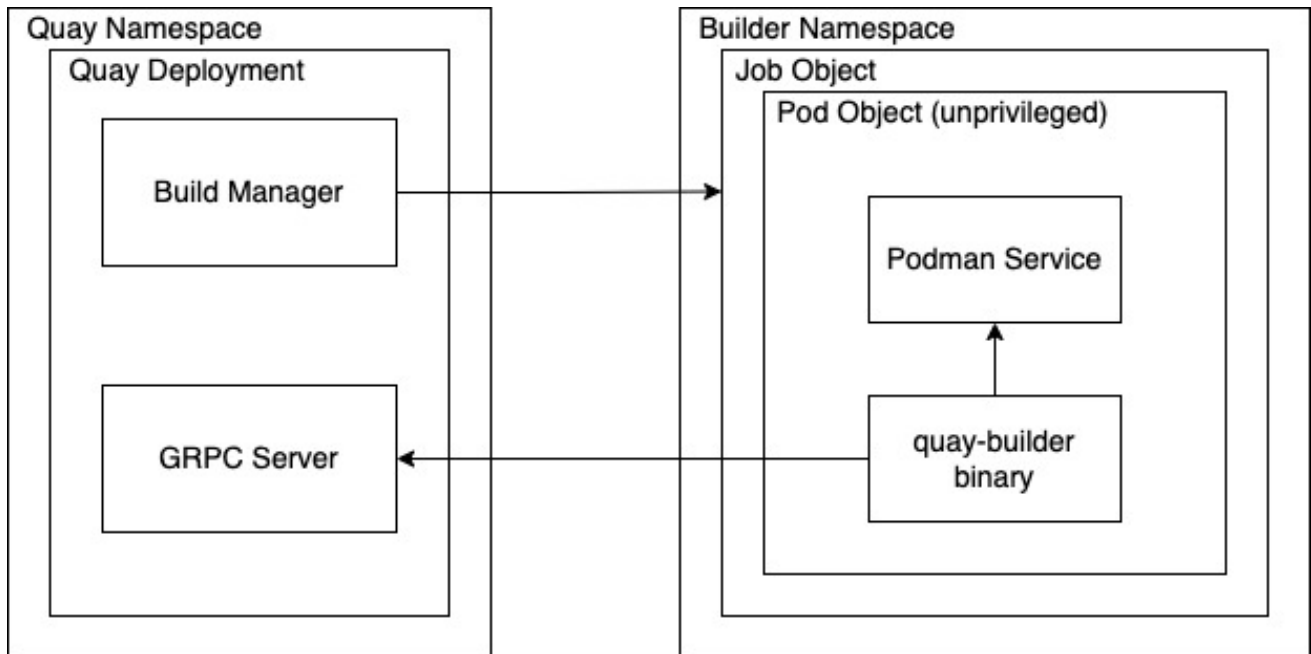 Quay Namespace
Quay Deployment
Build Manager
GRPC Server
Builder Namespace
Job Object
Pod Object (unprivileged)
Podman Service
quay-builder
binary